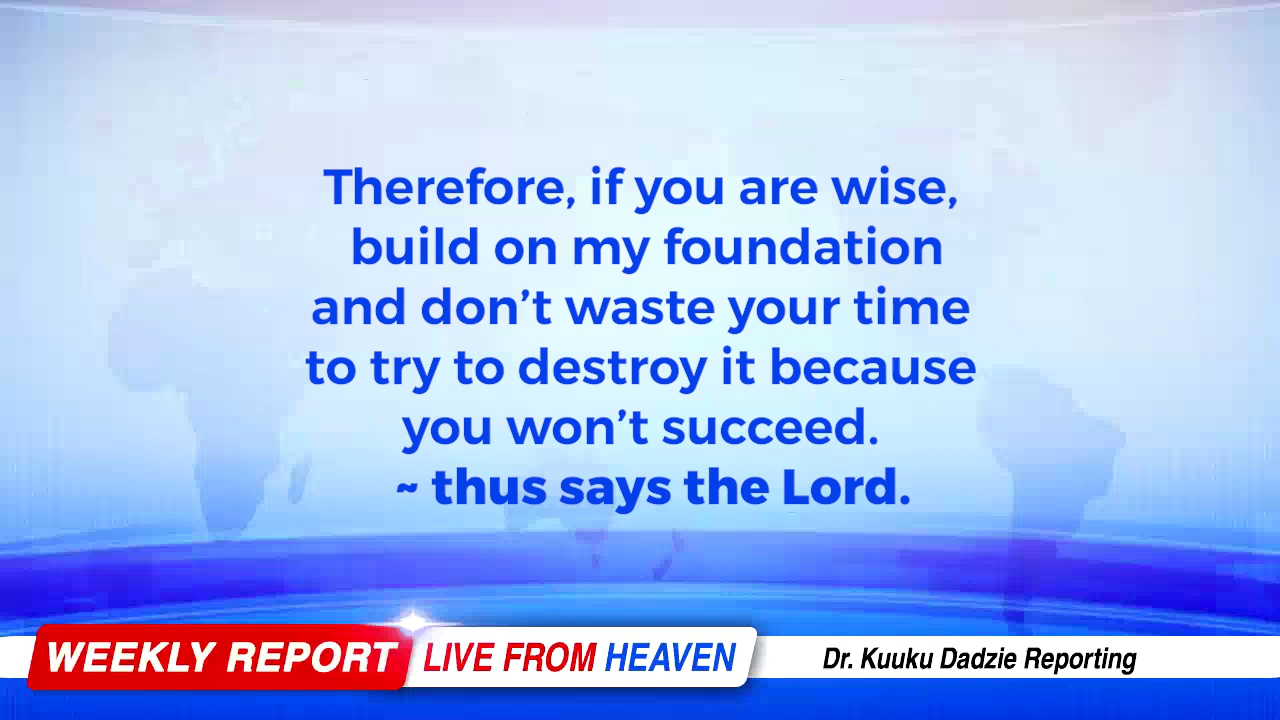 Therefore, if you are wise,
build on my foundation
and don’t waste your time
to try to destroy it because
you won’t succeed.
~ thus says the Lord.
WEEKLY REPORT LIVE FROM HEAVEN Dr. Kuuku Dadzie Reporting